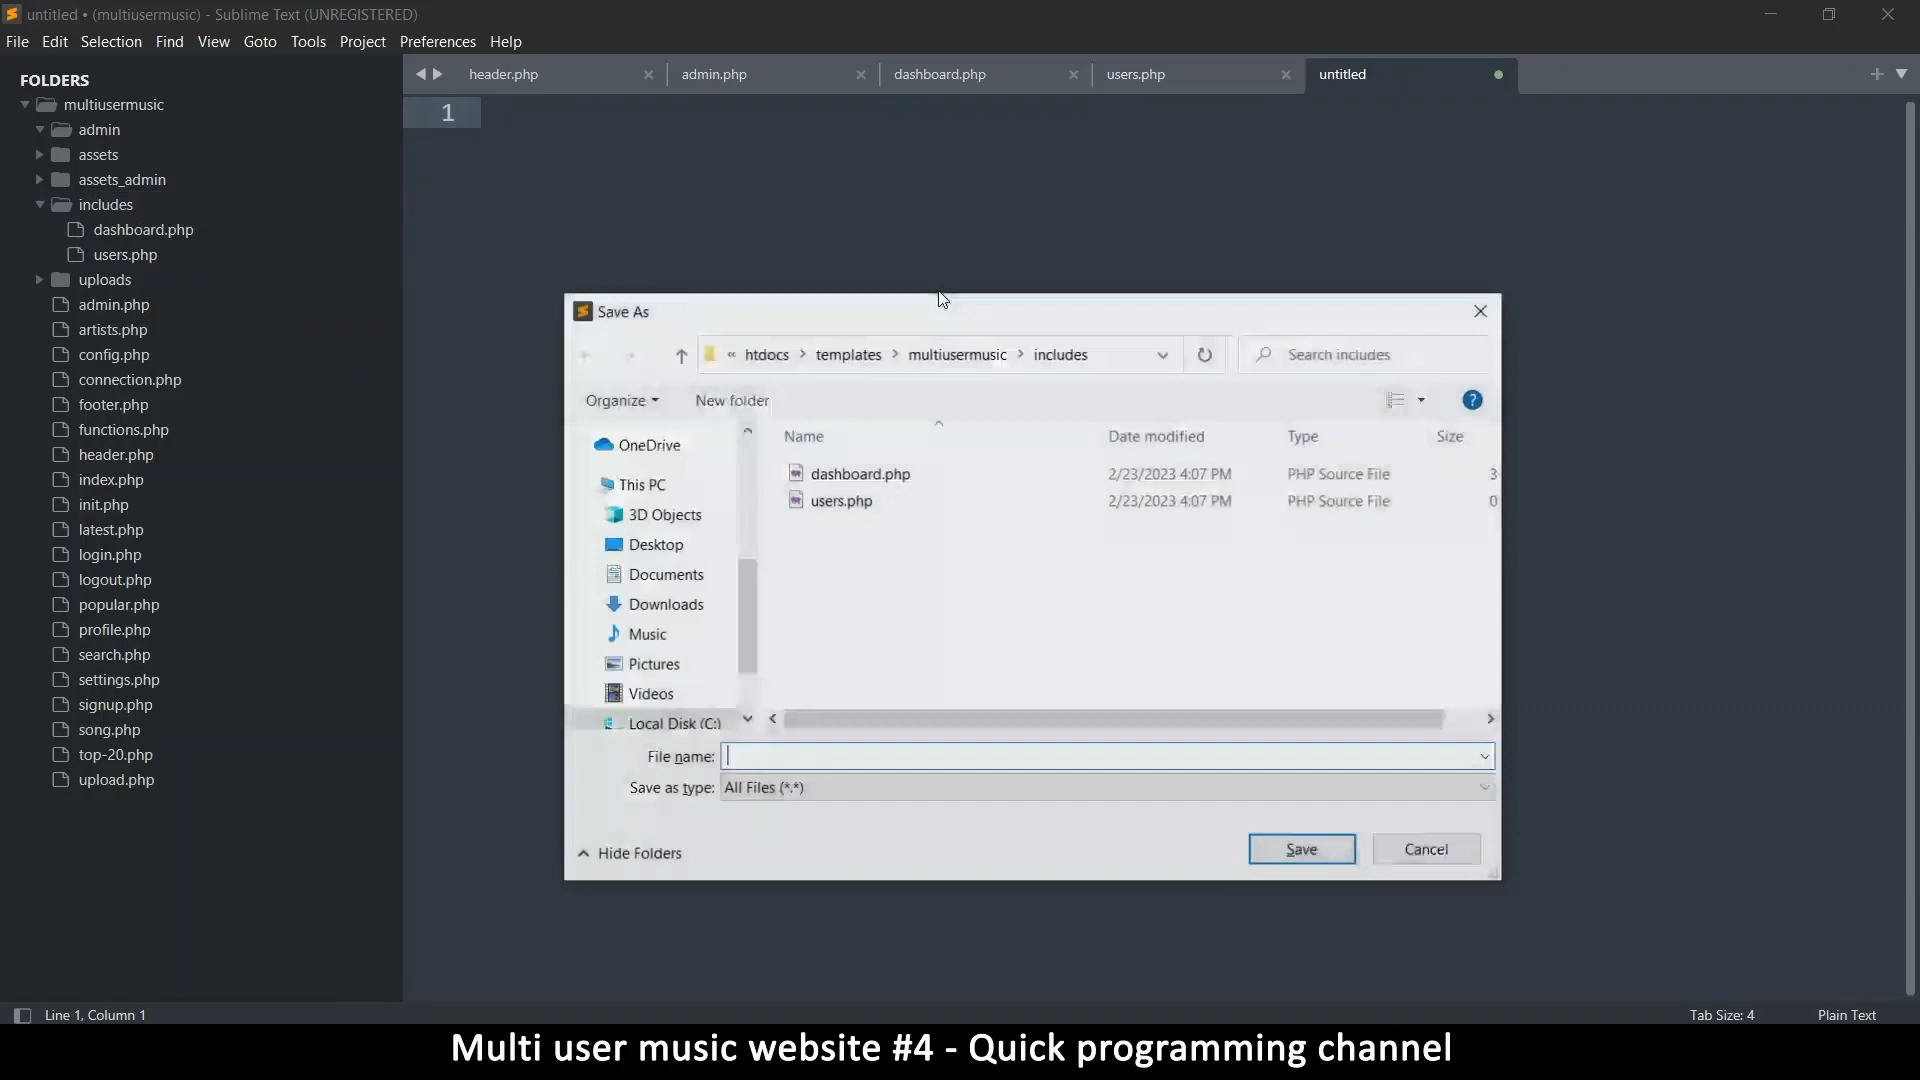 untitled • (multiusermusic) - Sublime Text (UNREGISTERED)
File Edit Selection Find View Goto Tools Project Preferences Help
FOLDERS
multiusermusic
admin
assets
assets_admin
includes
dashboard.php
users.php
uploads
admin.php
artists.php
config.php
connection.php
footer.php
functions.php
header.php
index.php
init.php
latest.php
login.php
logout.php
popular.php
profile.php
search.php
settings.php
signup.php
song.php
top-20.php
upload.php
header.php admin.php dashboard.php users.php untitled
1
Save As
« htdocs > templates > multiusermusic > includes
Search includes
Organize New folder
OneDrive
This PC
3D Objects
Desktop
Documents
Downloads
Music
Pictures
Videos
Local Disk (C:)
Name Date modified Type Size
dashboard.php 2/23/2023 4:07 PM PHP Source File 3
users.php 2/23/2023 4:07 PM PHP Source File 0
File name:
Save as type: All Files (*.*)
Hide Folders
Save Cancel
Line 1, Column 1
Tab Size: 4 Plain Text
Multi user music website #4 - Quick programming channel